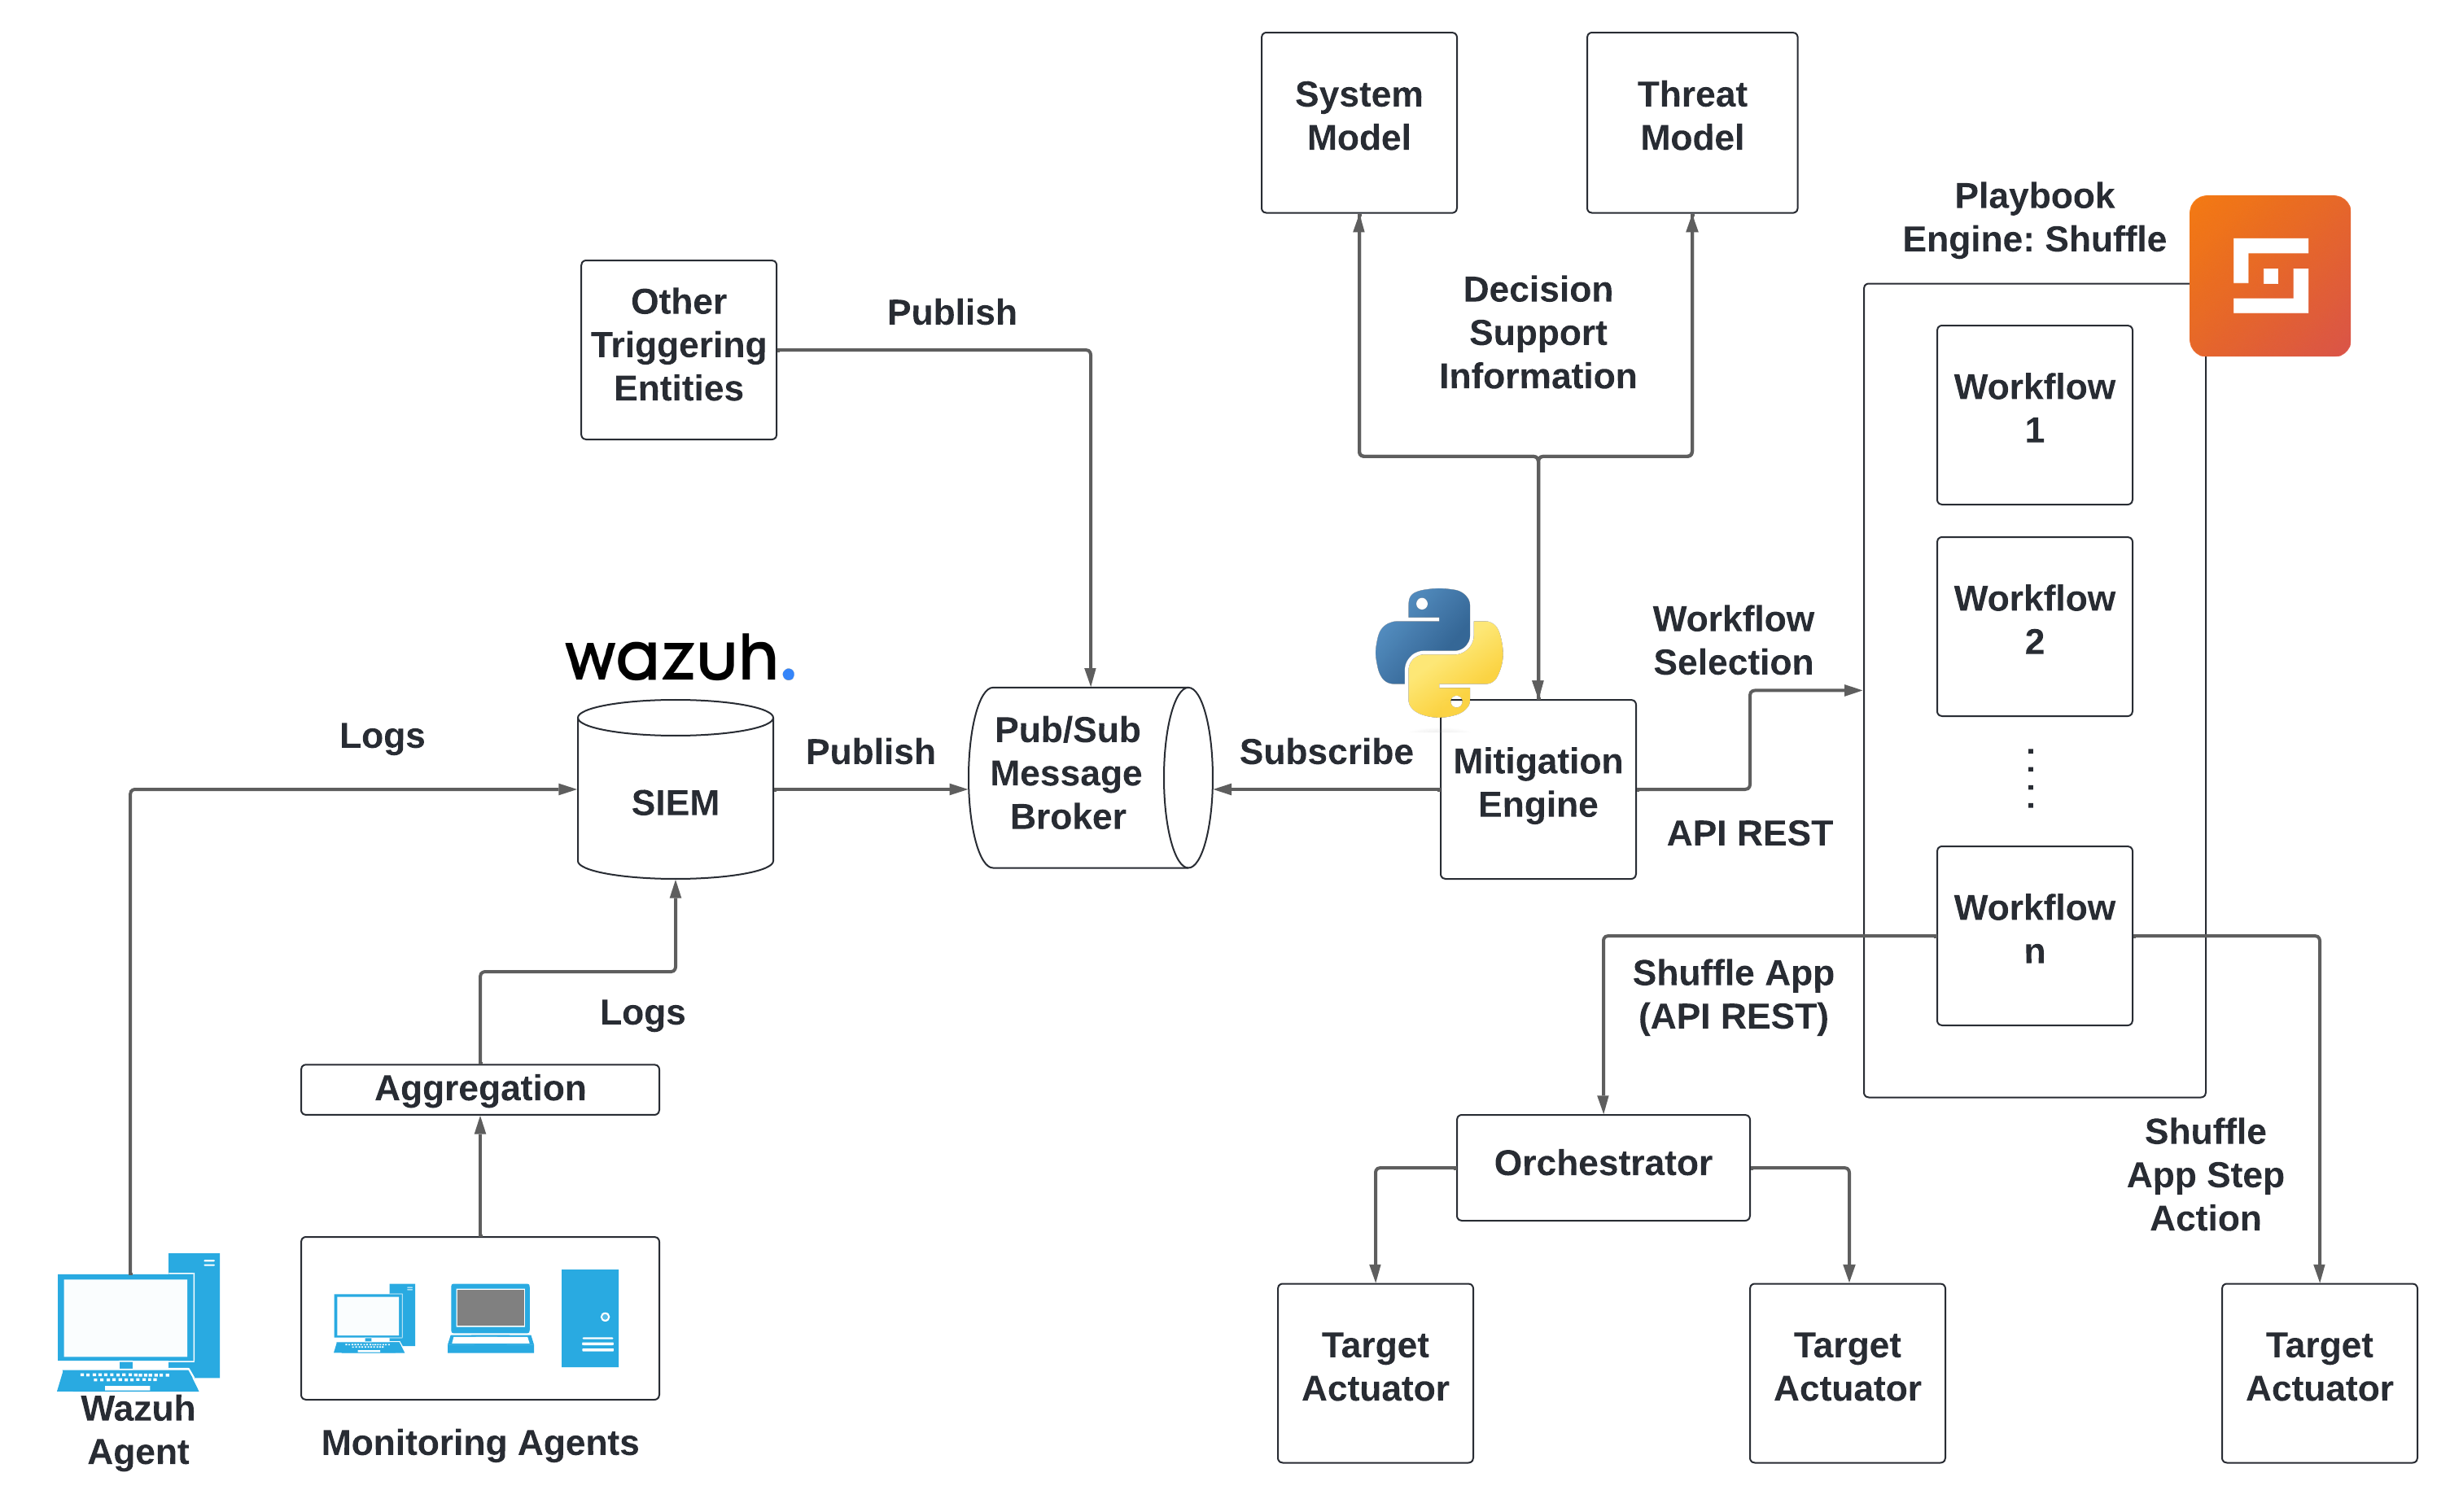 System
Model
Threat
Model
Playbook
Engine: Shuffle
Other
Triggering
Entities
Publish
Decision
Support
Information
Workflow
1
Workflow
2
Workflow
Selection
wazuh.
Logs
SIEM
Publish
Pub/Sub
Message
Broker
Subscribe
Mitigation
Engine
API REST
Workflow
n
Shuffle App
(API REST)
Logs
Aggregation
Orchestrator
Shuffle
App Step
Action
Target
Actuator
Target
Actuator
Target
Actuator
Wazuh
Agent
Monitoring Agents